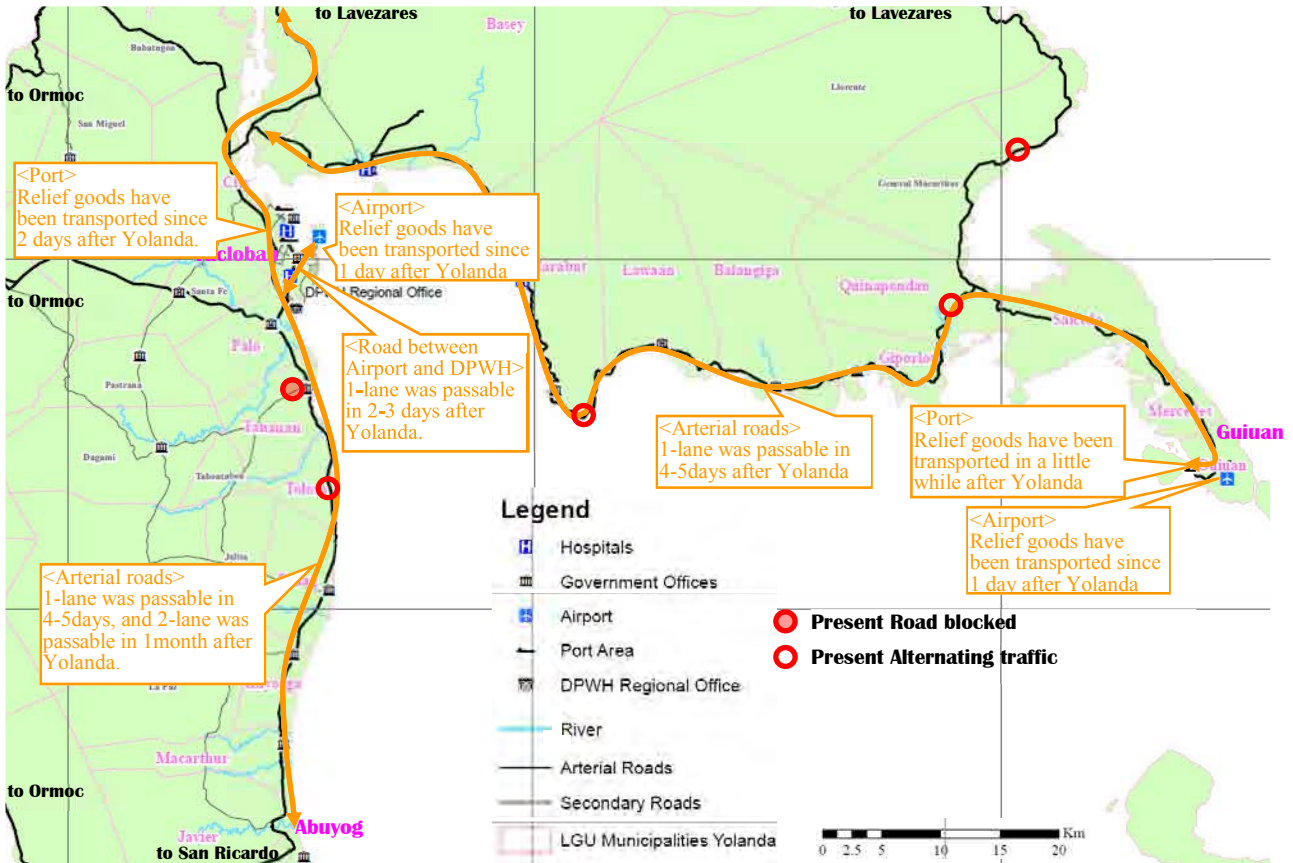 to Lavezares
to Lavezares
Basey
Babatngon
Llorente
to Ormoc
San Miguel
General Macarthur
<Port>
Relief goods have
been transported since
2 days after Yolanda.
<Airport>
Relief goods have
been transported since
1 day after Yolanda
Lawaan
Balangiga
Quinapondan
DPWH Regional Office
Santa Fe
to Ormoc
Salcedo
Palo
<Road between
Airport and DPWH>
1-lane was passable
in 2-3 days after
Yolanda.
Pastrana
Tanauan
Mercedes
Guiuan
<Arterial roads>
1-lane was passable in
4-5days after Yolanda
<Port>
Relief goods have been
transported in a little
while after Yolanda
Dagami
Tabontabon
<Airport>
Relief goods have
been transported since
1 day after Yolanda
<Arterial roads>
1-lane was passable in
4-5days, and 2-lane was
passable in 1month after
Yolanda.
La Paz
Macarthur
to Ormoc
Javier
Abuyog
to San Ricardo
Legend
Hospitals
Government Offices
Airport
Port Area
DPWH Regional Office
River
Arterial Roads
Secondary Roads
LGU Municipalities Yolanda
Present Road blocked
Present Alternating traffic
Km
0 2.5 5 10 15 20